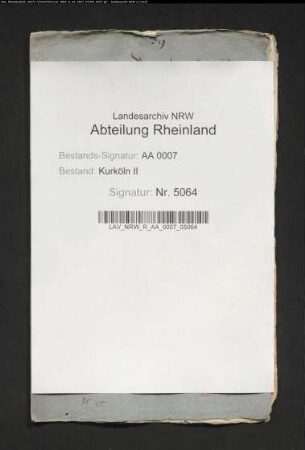 Landesarchiv NRW
Abteilung Rheinland
Bestands-Signatur: AA 0007
Bestand: Kurköln II
Signatur: Nr. 5064
LAV_NRW_R_AA_0007_05064